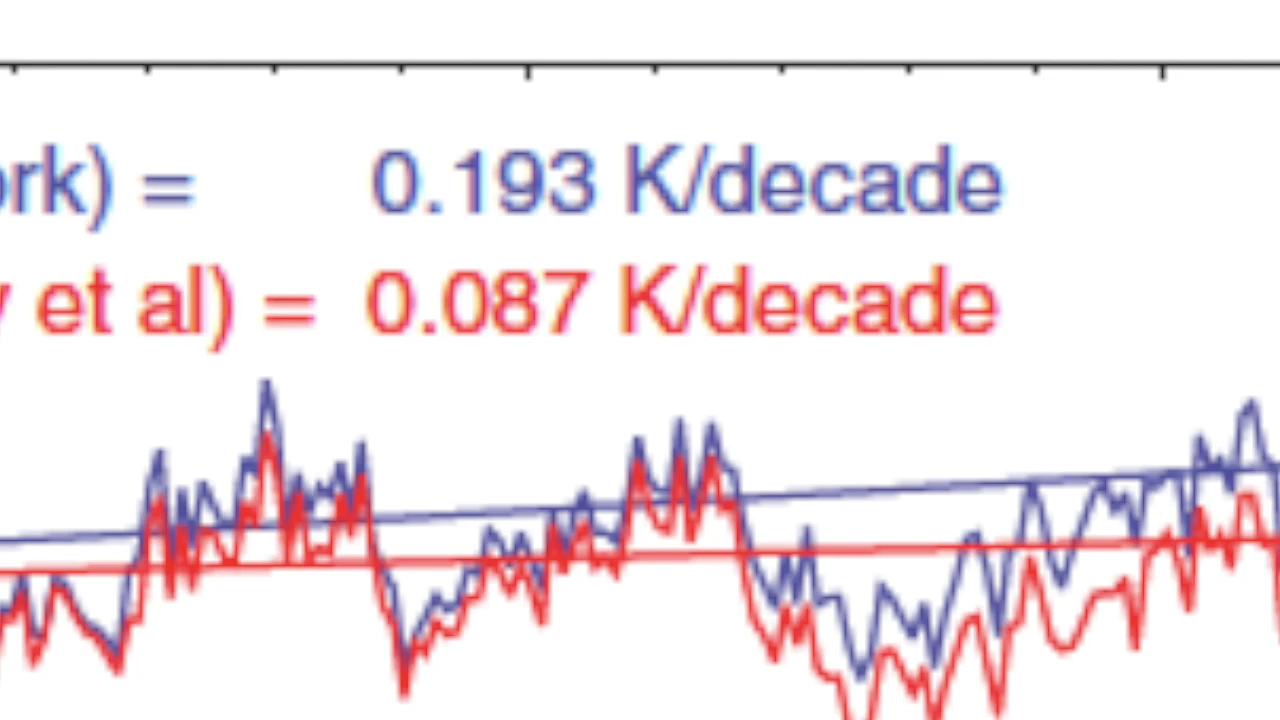 ork) = 0.193 K/decade
y et al) = 0.087 K/decade